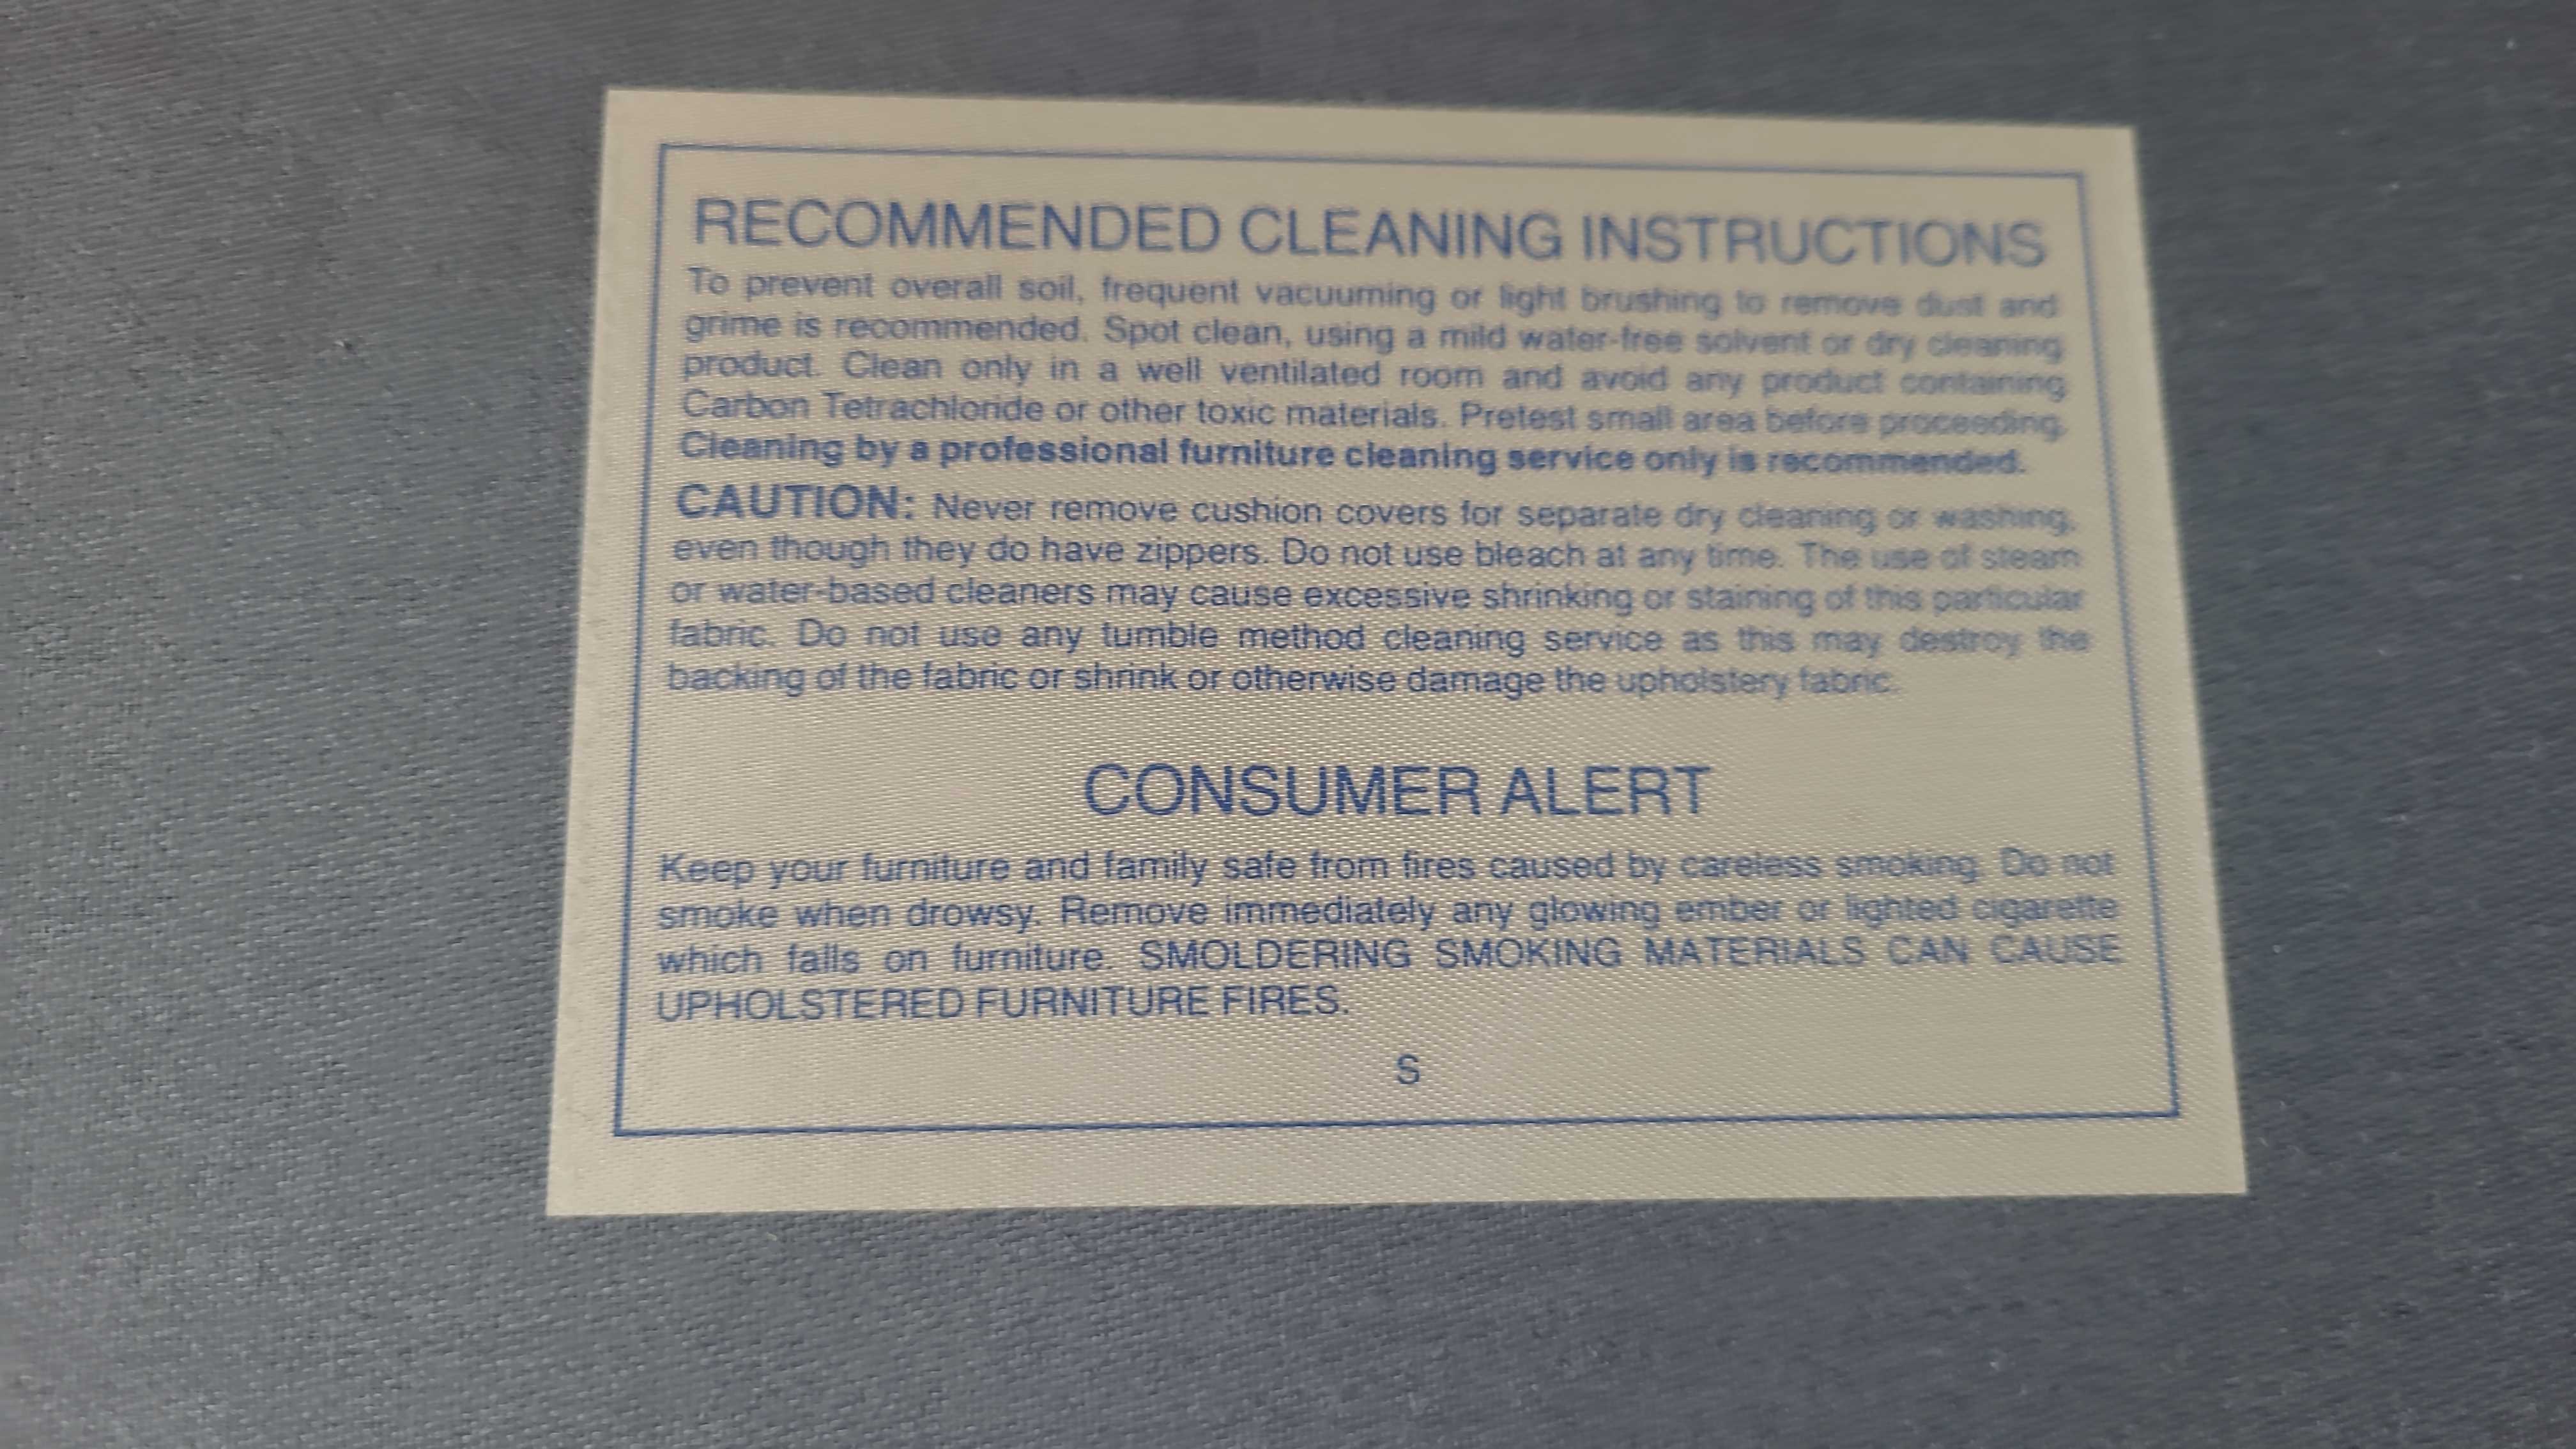 RECOMMENDED CLEANING INSTRUCTIONS
To prevent overall soil, frequent vacuuming or light brushing to remove dust and
grime is recommended. Spot clean, using a mild water-free solvent or dry cleaning
product. Clean only in a well ventilated room and avoid any product containing
Carbon Tetrachloride or other toxic materials. Pretest small area before proceeding.
Cleaning by a professional furniture cleaning service only is recommended.
CAUTION: Never remove cushion covers for separate dry cleaning or washing,
even though they do have zippers. Do not use bleach at any time. The use of steam
or water-based cleaners may cause excessive shrinking or staining of this particular
fabric. Do not use any tumble method cleaning service as this may destroy the
backing of the fabric or shrink or otherwise damage the upholstery fabric.
CONSUMER ALERT
Keep your furniture and family safe from fires caused by careless smoking. Do not
smoke when drowsy. Remove immediately any glowing ember or lighted cigarette
which falls on furniture. SMOLDERING SMOKING MATERIALS CAN CAUSE
UPHOLSTERED FURNITURE FIRES.
S